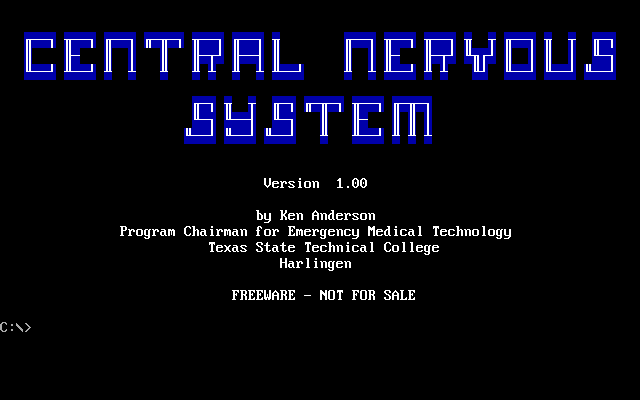 CENTRAL NERVOUS
SYSTEM
Version  1.00
by Ken Anderson
Program Chairman for Emergency Medical Technology
Texas State Technical College
Harlingen
FREEWARE - NOT FOR SALE
C:\>